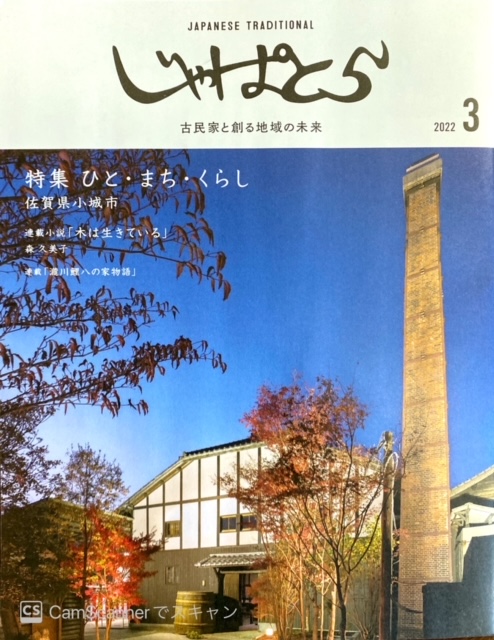 JAPANESE TRADITIONAL
じゃぱとら
古民家と創る地域の未来
2022 3
特集 ひと・まち・くらし
佐賀県小城市
連載小説「木は生きている」
森 久美子
連載「渡川鯉八の家物語」
CS CamScanner でスキャン